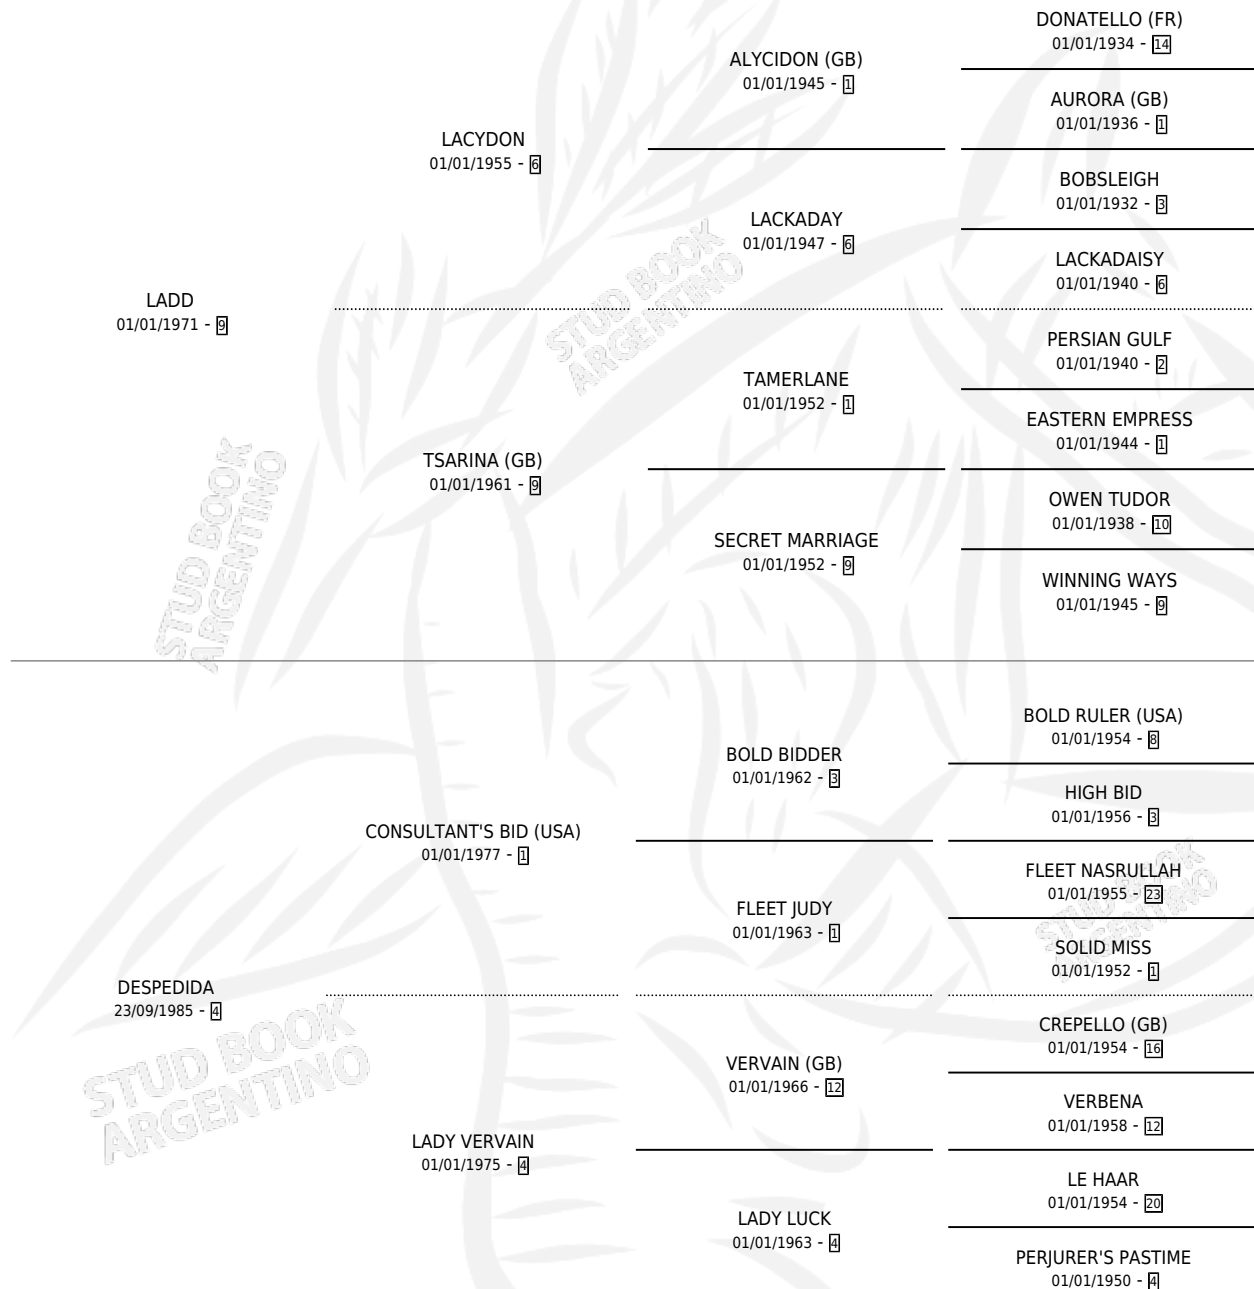 DONATELLO (FR)
01/01/1934 - 14
ALYCIDON (GB)
01/01/1945 - 1
AURORA (GB)
01/01/1936 - 1
LACYDON
01/01/1955 - 6
BOBSLEIGH
01/01/1932 - 3
LACKADAY
01/01/1947 - 6
LACKADAISY
01/01/1940 - 6
LADD
01/01/1971 - 9
PERSIAN GULF
01/01/1940 - 2
TAMERLANE
01/01/1952 - 1
EASTERN EMPRESS
01/01/1944 - 1
TSARINA (GB)
01/01/1961 - 9
OWEN TUDOR
01/01/1938 - 10
SECRET MARRIAGE
01/01/1952 - 9
WINNING WAYS
01/01/1945 - 9
BOLD RULER (USA)
01/01/1954 - 8
BOLD BIDDER
01/01/1962 - 3
HIGH BID
01/01/1956 - 3
CONSULTANT'S BID (USA)
01/01/1977 - 1
FLEET NASRULLAH
01/01/1955 - 23
FLEET JUDY
01/01/1963 - 1
SOLID MISS
01/01/1952 - 1
DESPEDIDA
23/09/1985 - 4
CREPELLO (GB)
01/01/1954 - 16
VERVAIN (GB)
01/01/1966 - 12
VERBENA
01/01/1958 - 12
LADY VERVAIN
01/01/1975 - 4
LE HAAR
01/01/1954 - 20
LADY LUCK
01/01/1963 - 4
PERJURER'S PASTIME
01/01/1950 - 4
STUD BOOK
ARGENTINO
STUD BOOK
ARGENTINO
STUD BOOK
ARGENTINO
STUD BOOK
ARGENTINO